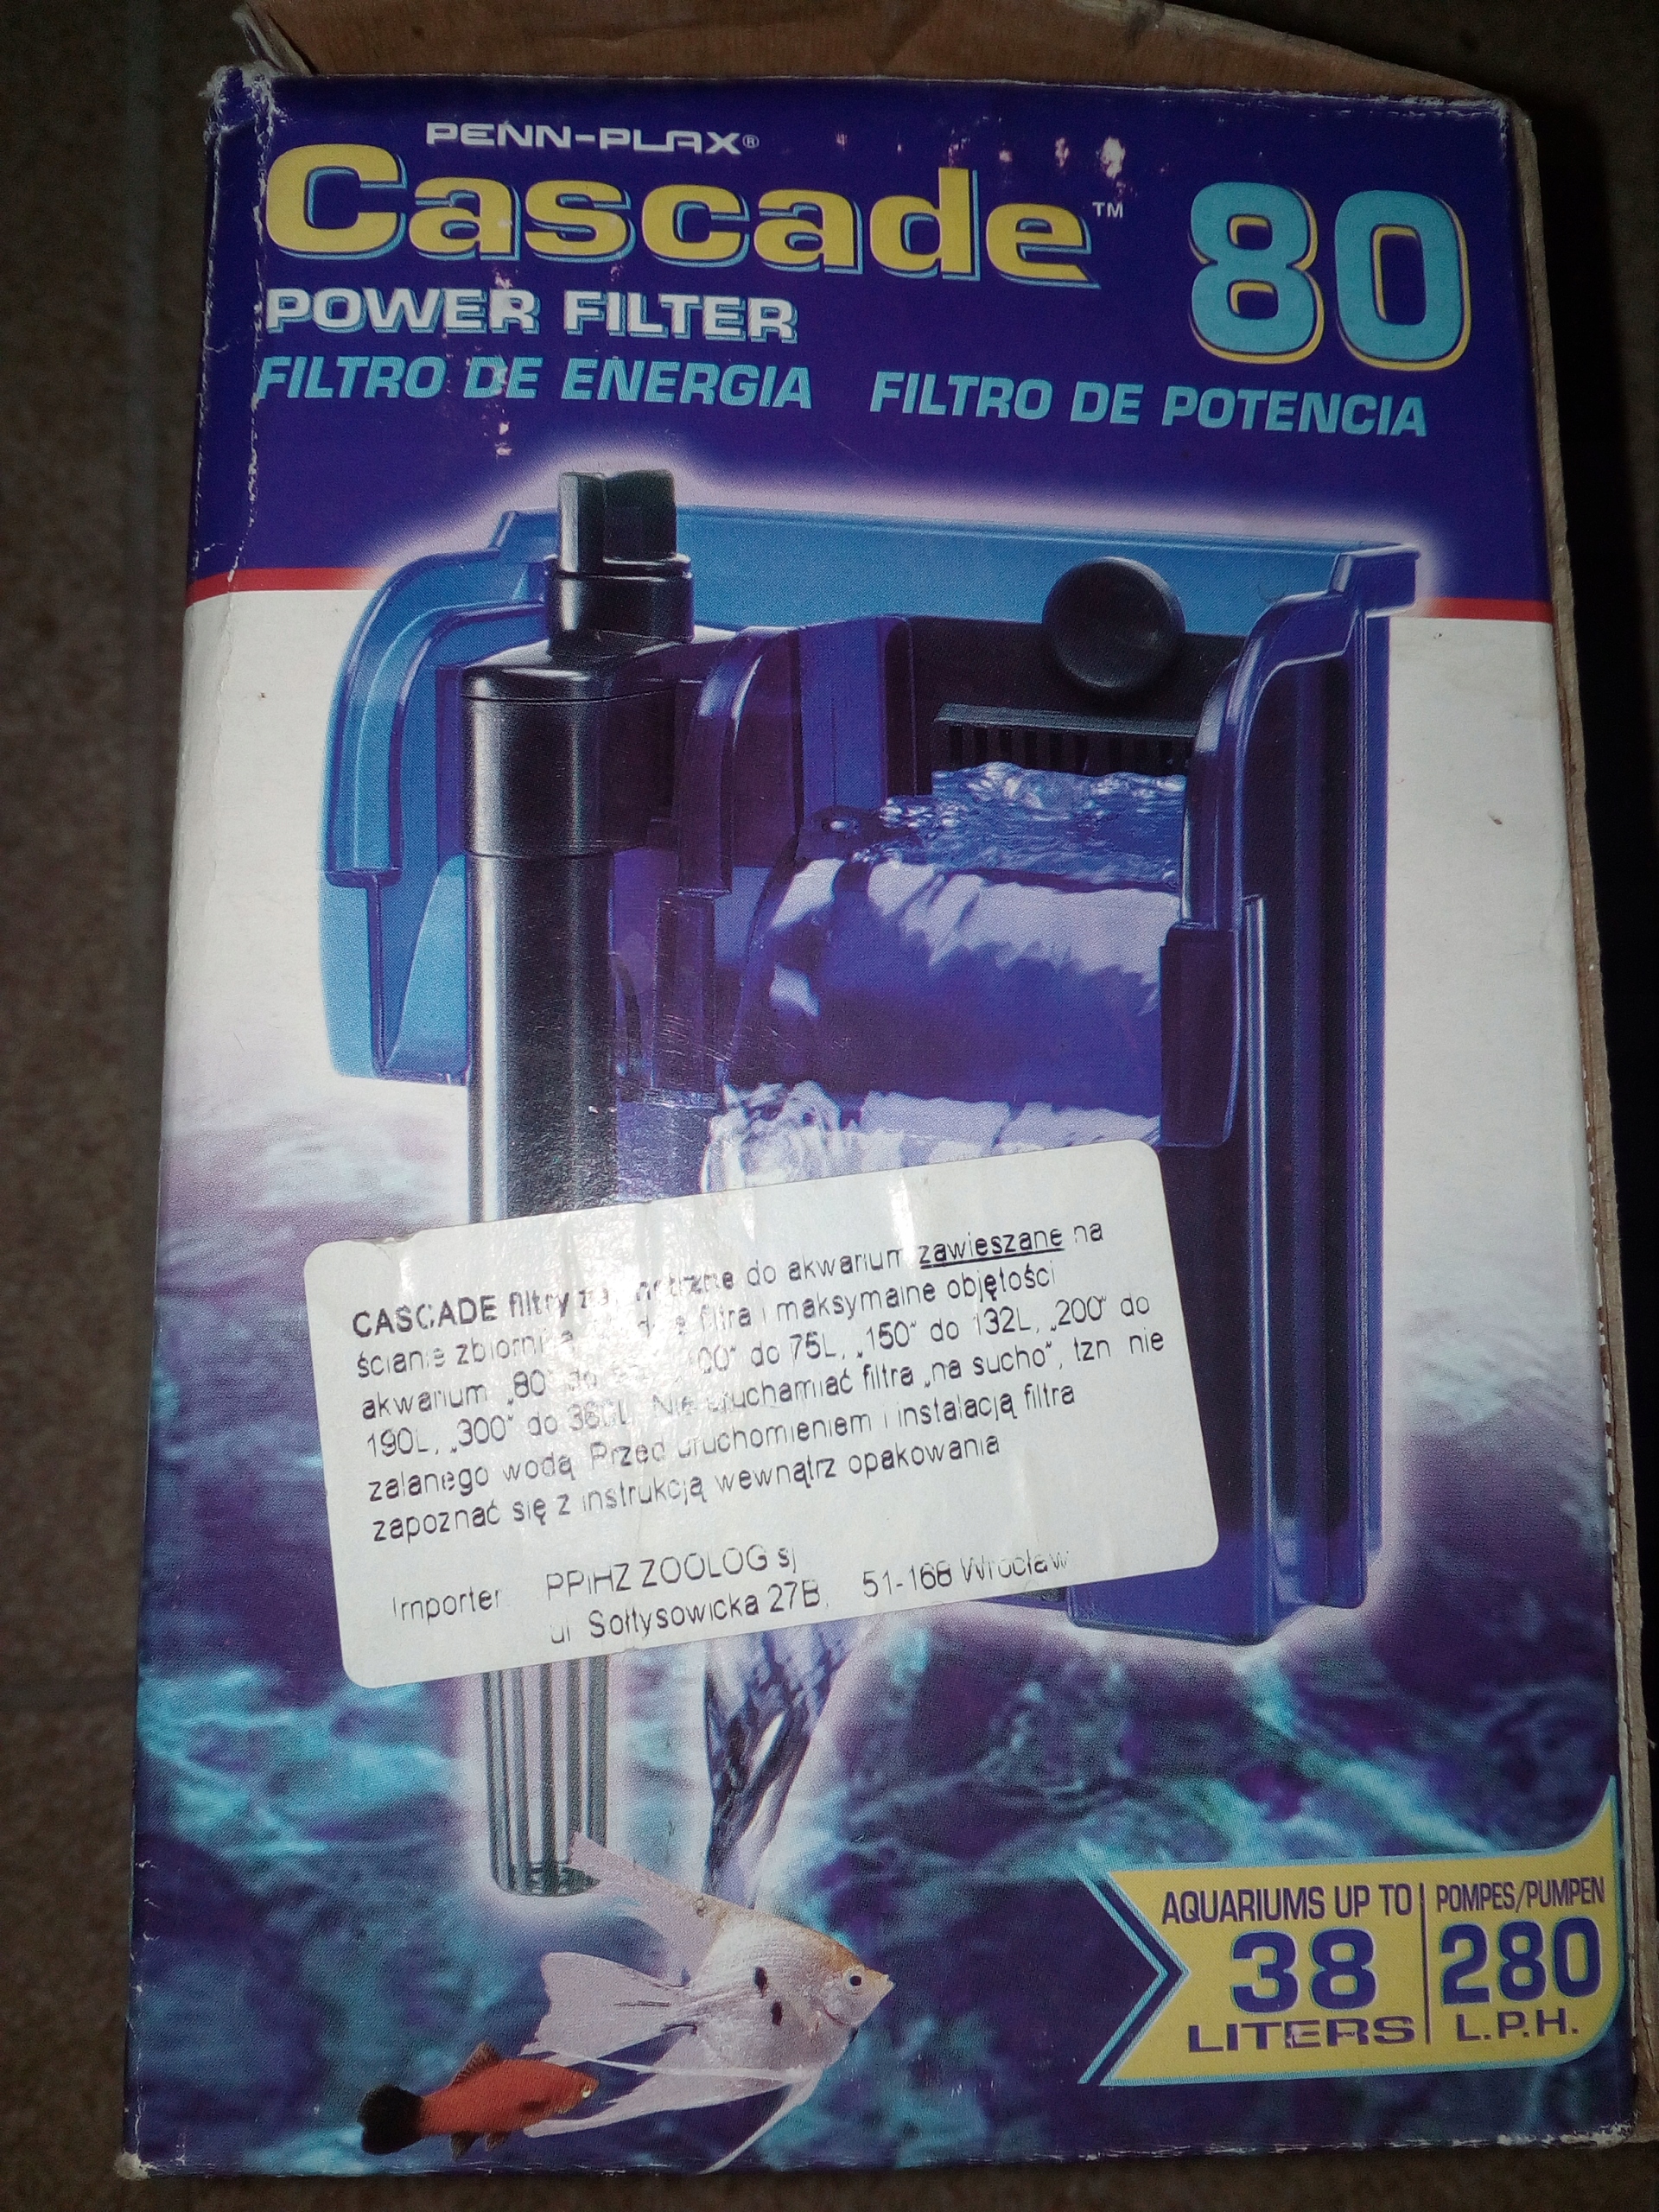 PENN-PLAX®
Cascade™ 80
POWER FILTER
FILTRO DE ENERGIA FILTRO DE POTENCIA
CASCADE filtry do akwarium zawieszane na
ścianie filtra i maksymalne objętości
akwarium „80" do 75L, „150" do 132L, „200" do
190L, „300" do Nie uruchamiać filtra „na sucho", tzn nie
zalanego wodą Przed uruchomieniem i instalacją filtra
zapoznać się z instrukcją wewnątrz opakowania
Importer PPiHZ ZOOLOG sj
ul Sołtysowicka 27B, 51-168 Wrocław
AQUARIUMS UP TO
38
LITERS
POMPES/PUMPEN
280
L.P.H.